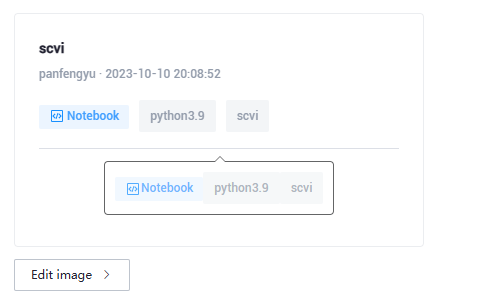 scvi
panfengyu · 2023-10-10 20:08:52
Notebook python3.9 scvi
Notebook python3.9 scvi
Edit image